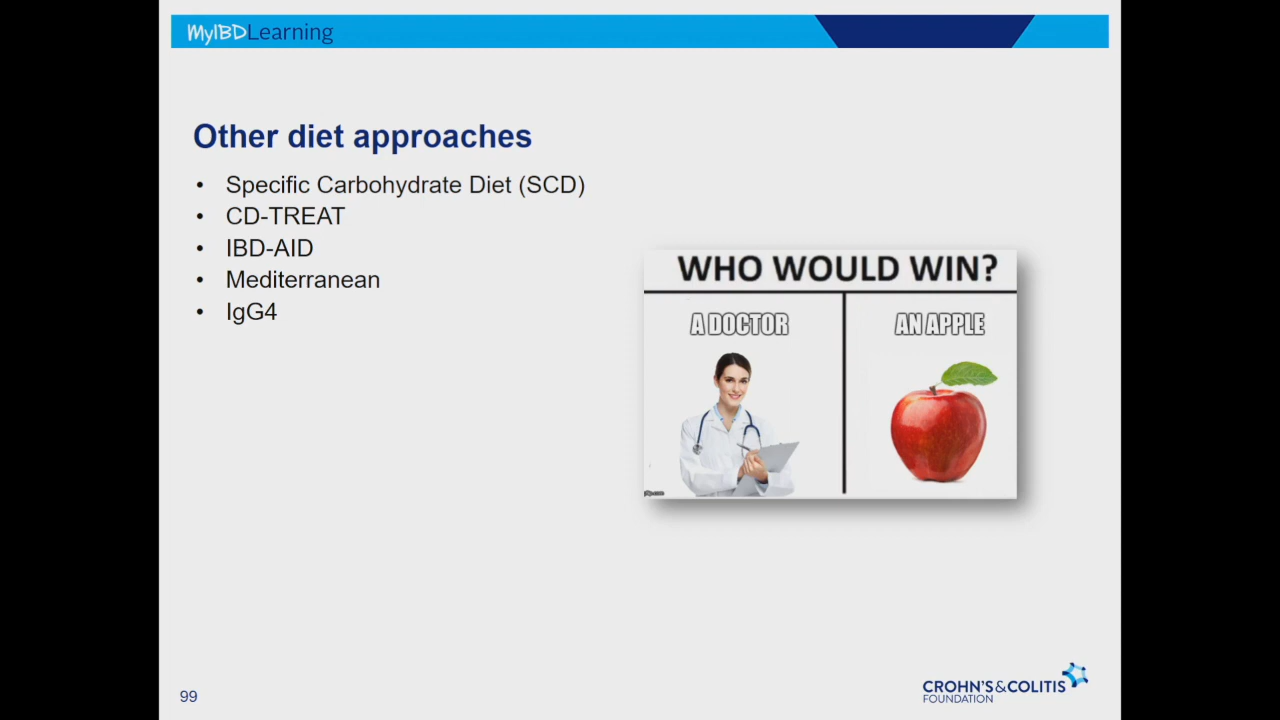 MyIBDLearning
Other diet approaches
• Specific Carbohydrate Diet (SCD)
• CD-TREAT
• IBD-AID
• Mediterranean
• IgG4
WHO WOULD WIN?
A DOCTOR
AN APPLE
99
CROHN'S&COLITIS
FOUNDATION